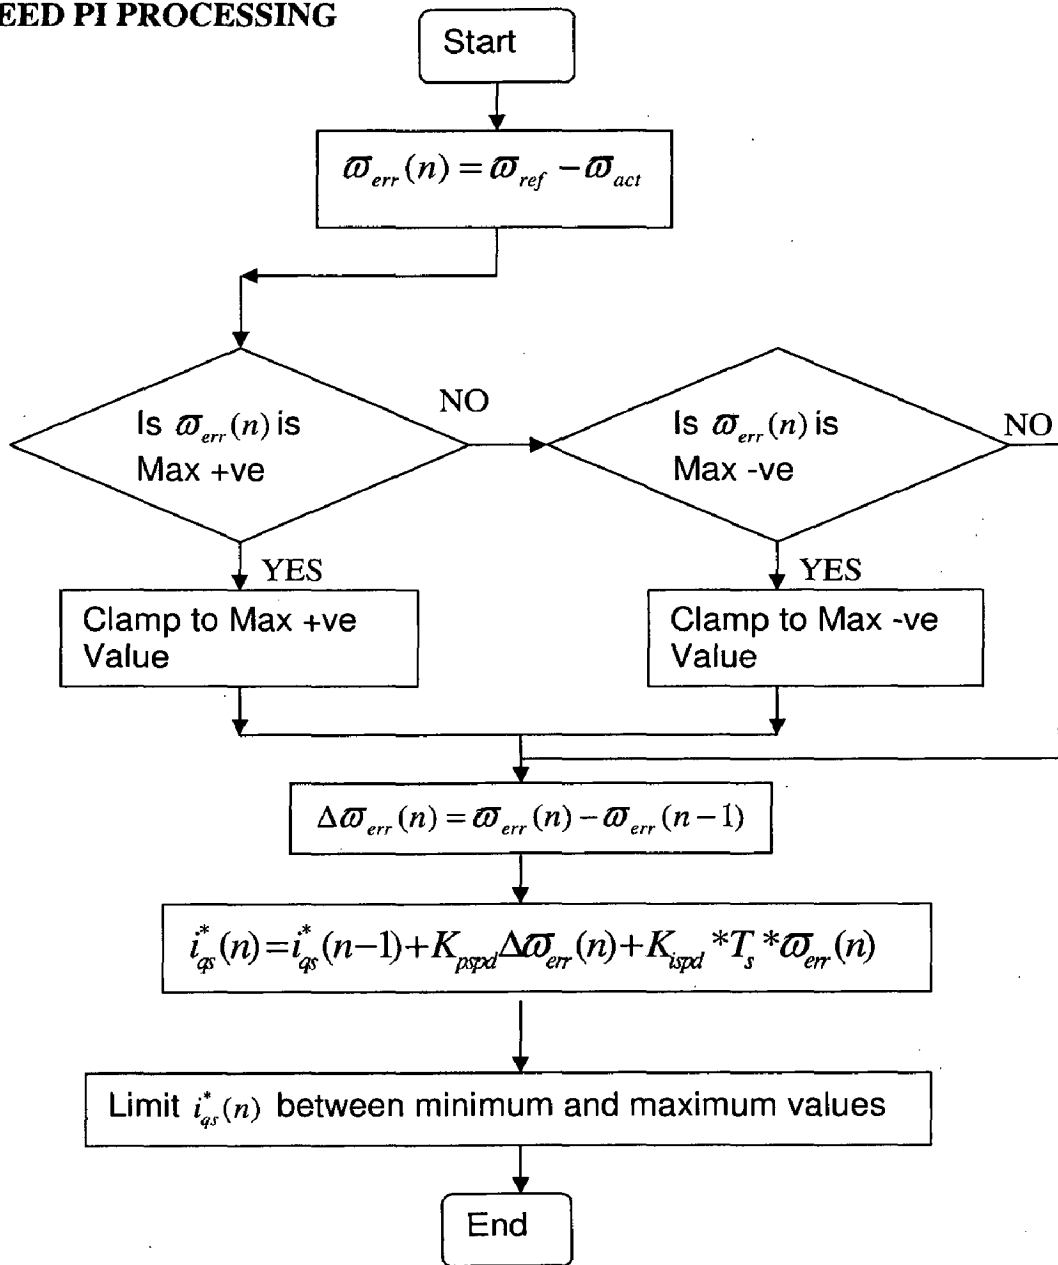 EED PI PROCESSING
Start
ϖ_err(n) = ϖ_ref − ϖ_act
Is ϖ_err(n) is
Max +ve
NO
Is ϖ_err(n) is
Max -ve
NO
YES
YES
Clamp to Max +ve
Value
Clamp to Max -ve
Value
Δϖ_err(n) = ϖ_err(n) − ϖ_err(n−1)
i*_qs(n) = i*_qs(n−1) + K_pspd Δϖ_err(n) + K_ispd * T_s * ϖ_err(n)
Limit i*_qs(n) between minimum and maximum values
End